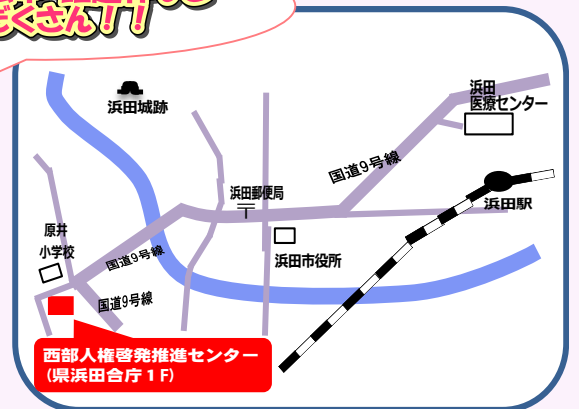 だくさん！！
浜田城跡
浜田
医療センター
国道9号線
浜田郵便局
〒
浜田駅
原井
小学校
国道9号線
浜田市役所
国道9号線
西部人権啓発推進センター
(県浜田合庁１F)